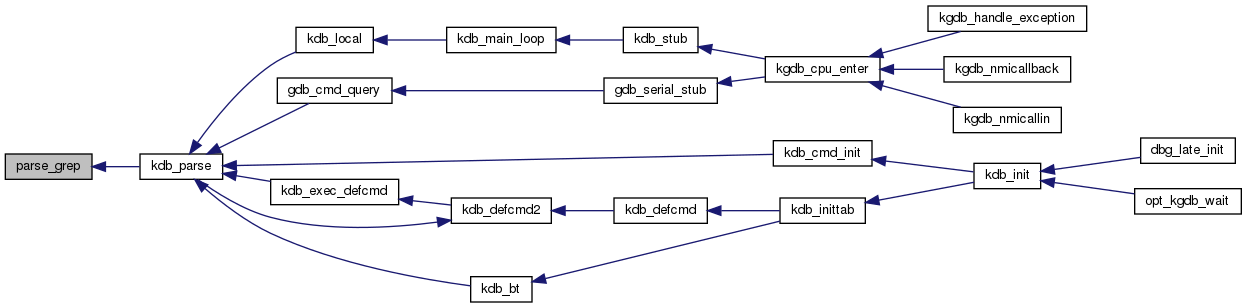 parse_grep
kdb_parse
kdb_local
gdb_cmd_query
kdb_exec_defcmd
kdb_main_loop
kdb_defcmd2
kdb_bt
kdb_stub
gdb_serial_stub
kdb_defcmd
kgdb_cpu_enter
kdb_cmd_init
kdb_inittab
kgdb_handle_exception
kgdb_nmicallback
kgdb_nmicallin
kdb_init
dbg_late_init
opt_kgdb_wait